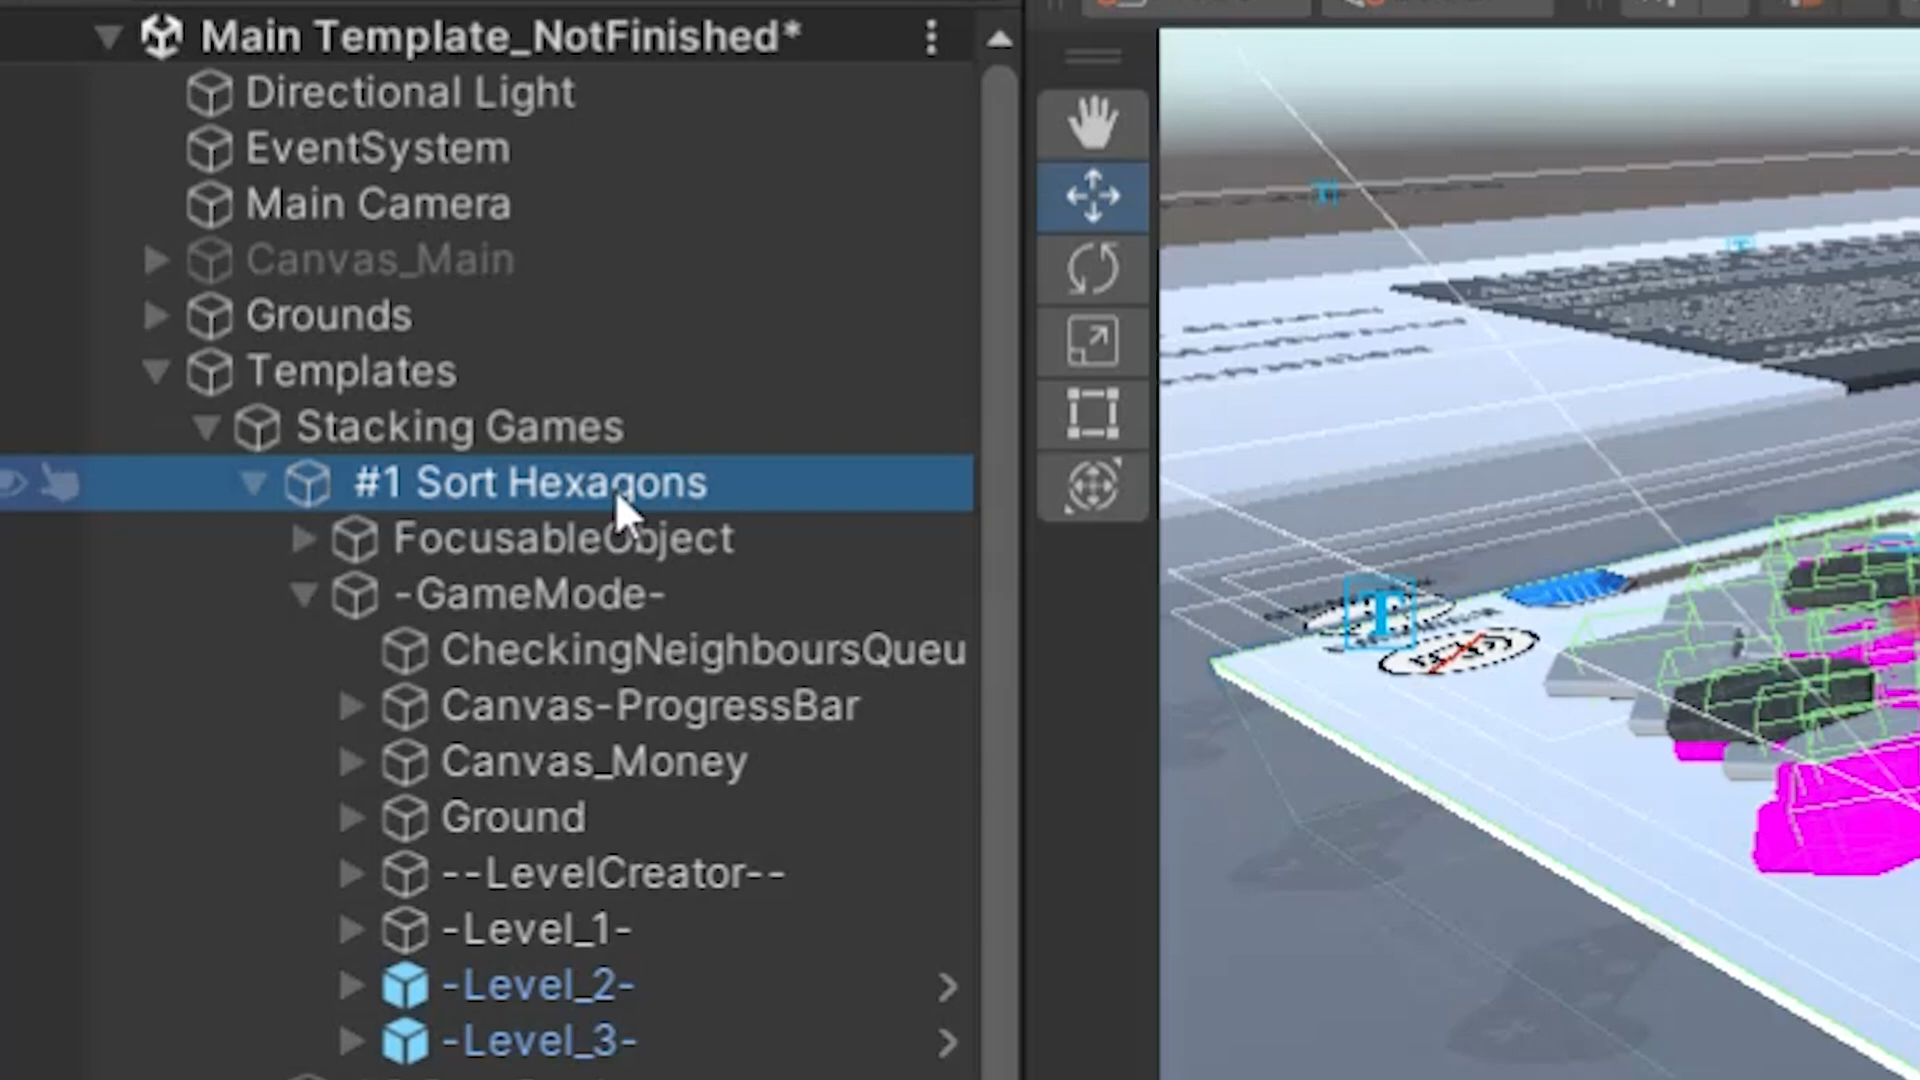 Main Template_NotFinished*
Directional Light
EventSystem
Main Camera
Canvas_Main
Grounds
Templates
Stacking Games
#1 Sort Hexagons
FocusableObject
-GameMode-
CheckingNeighboursQueu
Canvas-ProgressBar
Canvas_Money
Ground
--LevelCreator--
-Level_1-
-Level_2-
-Level_3-
T